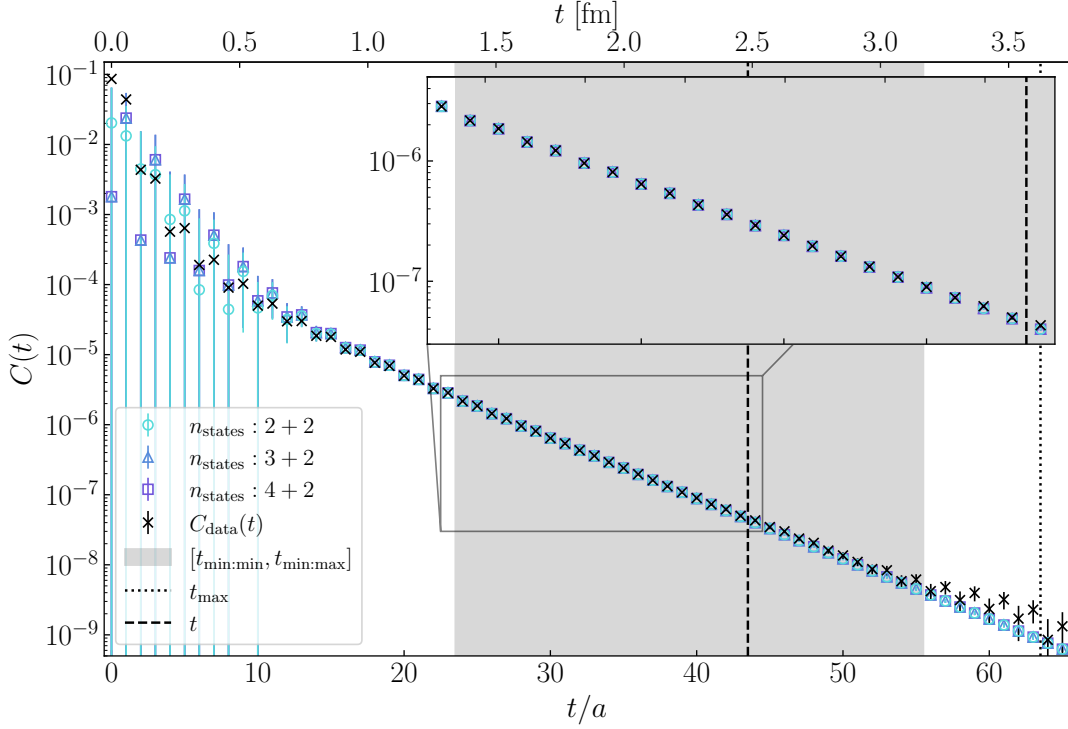 t [fm]
0.0 0.5 1.0 1.5 2.0 2.5 3.0 3.5
10⁻¹
10⁻²
10⁻³
10⁻⁴
10⁻⁵
10⁻⁶
10⁻⁷
10⁻⁸
10⁻⁹
C(t)
10⁻⁶
10⁻⁷
n_states : 2 + 2
n_states : 3 + 2
n_states : 4 + 2
C_data(t)
[t_min:min, t_min:max]
t_max
t
0 10 20 30 40 50 60
t/a